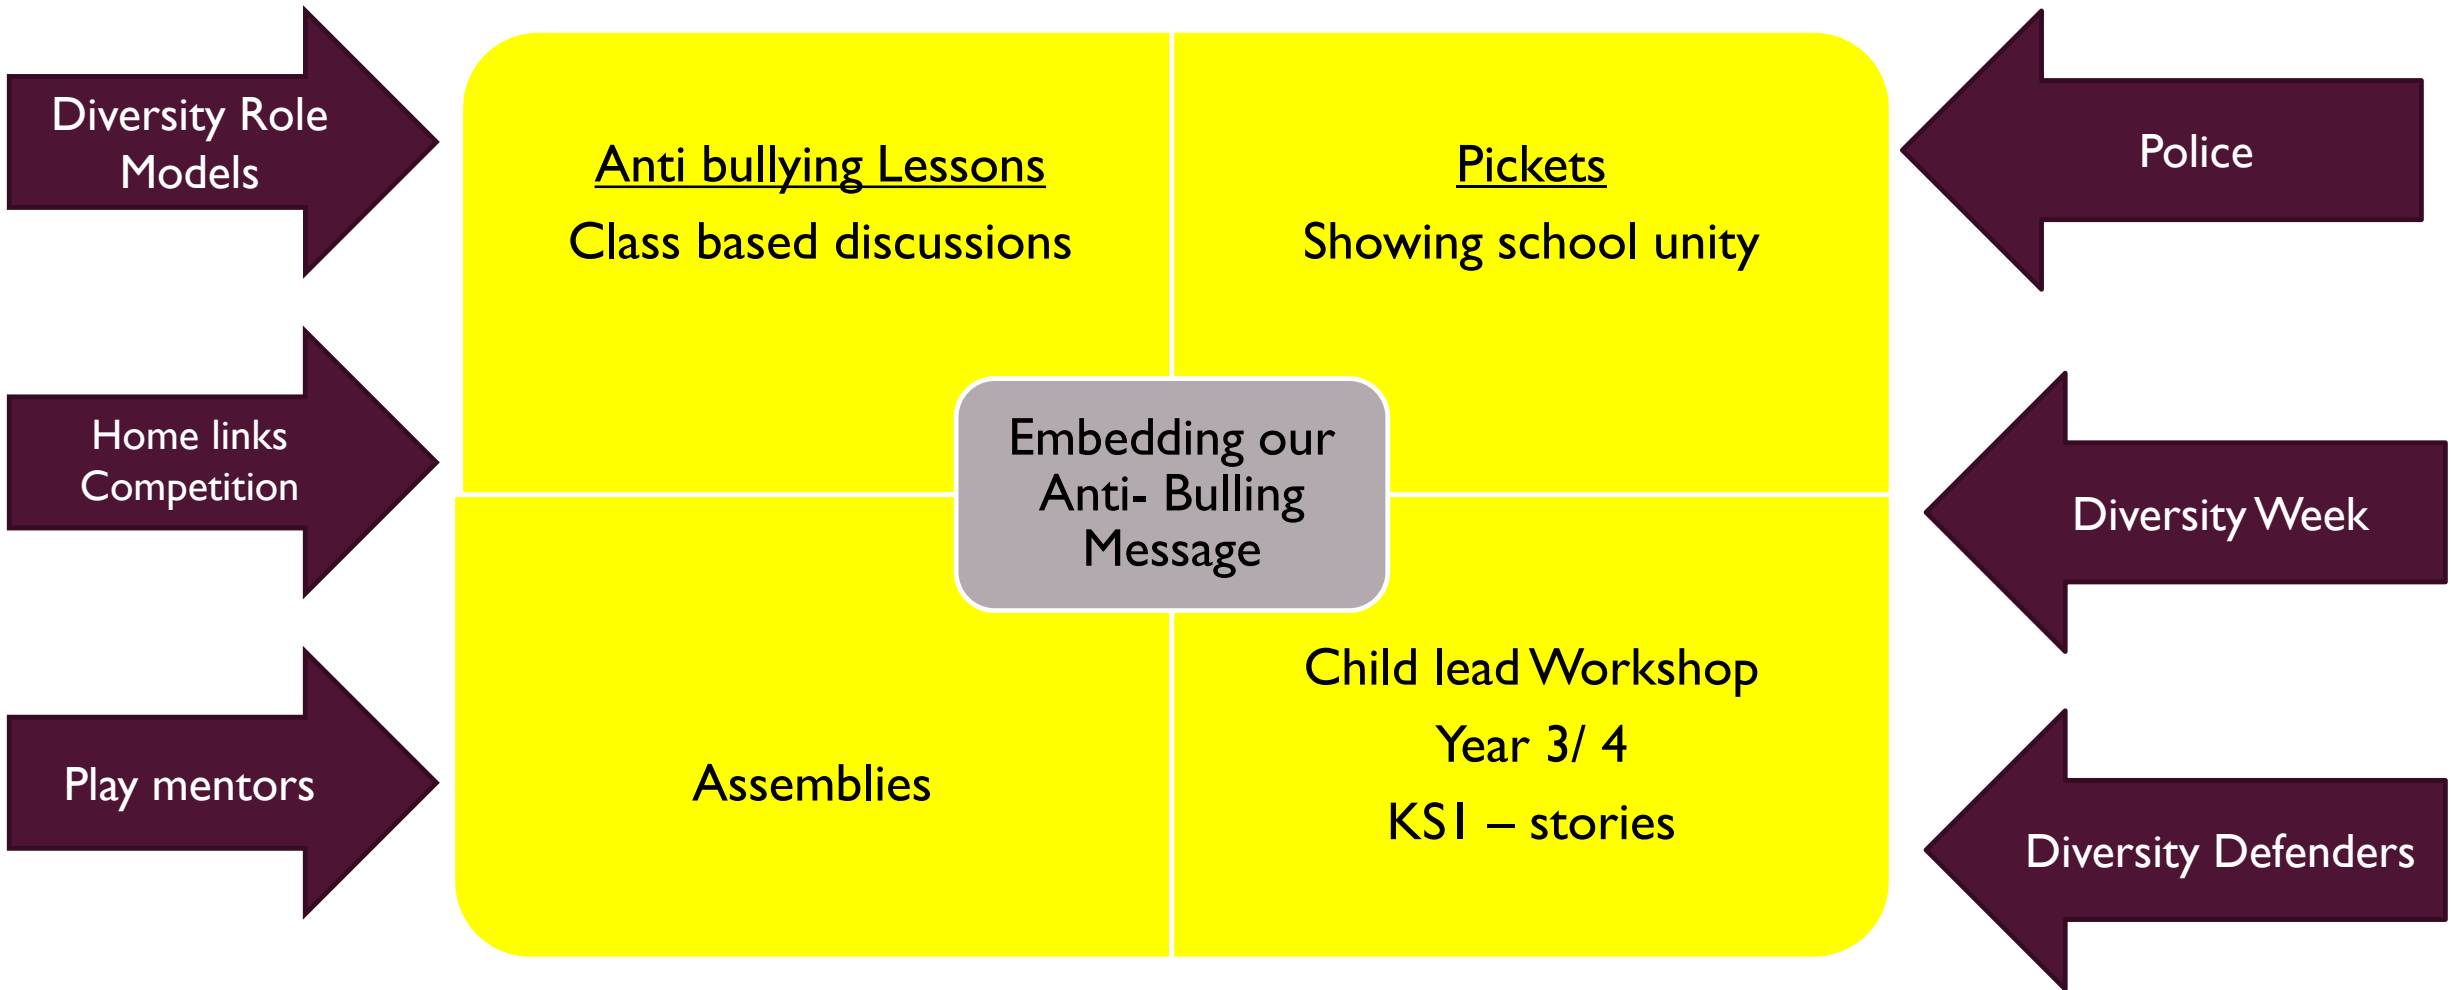 Diversity Role
Models
Home links
Competition
Play mentors
Anti bullying Lessons
Class based discussions
Pickets
Showing school unity
Embedding our
Anti- Bulling
Message
Assemblies
Child lead Workshop
Year 3/ 4
KS1 – stories
Police
Diversity Week
Diversity Defenders